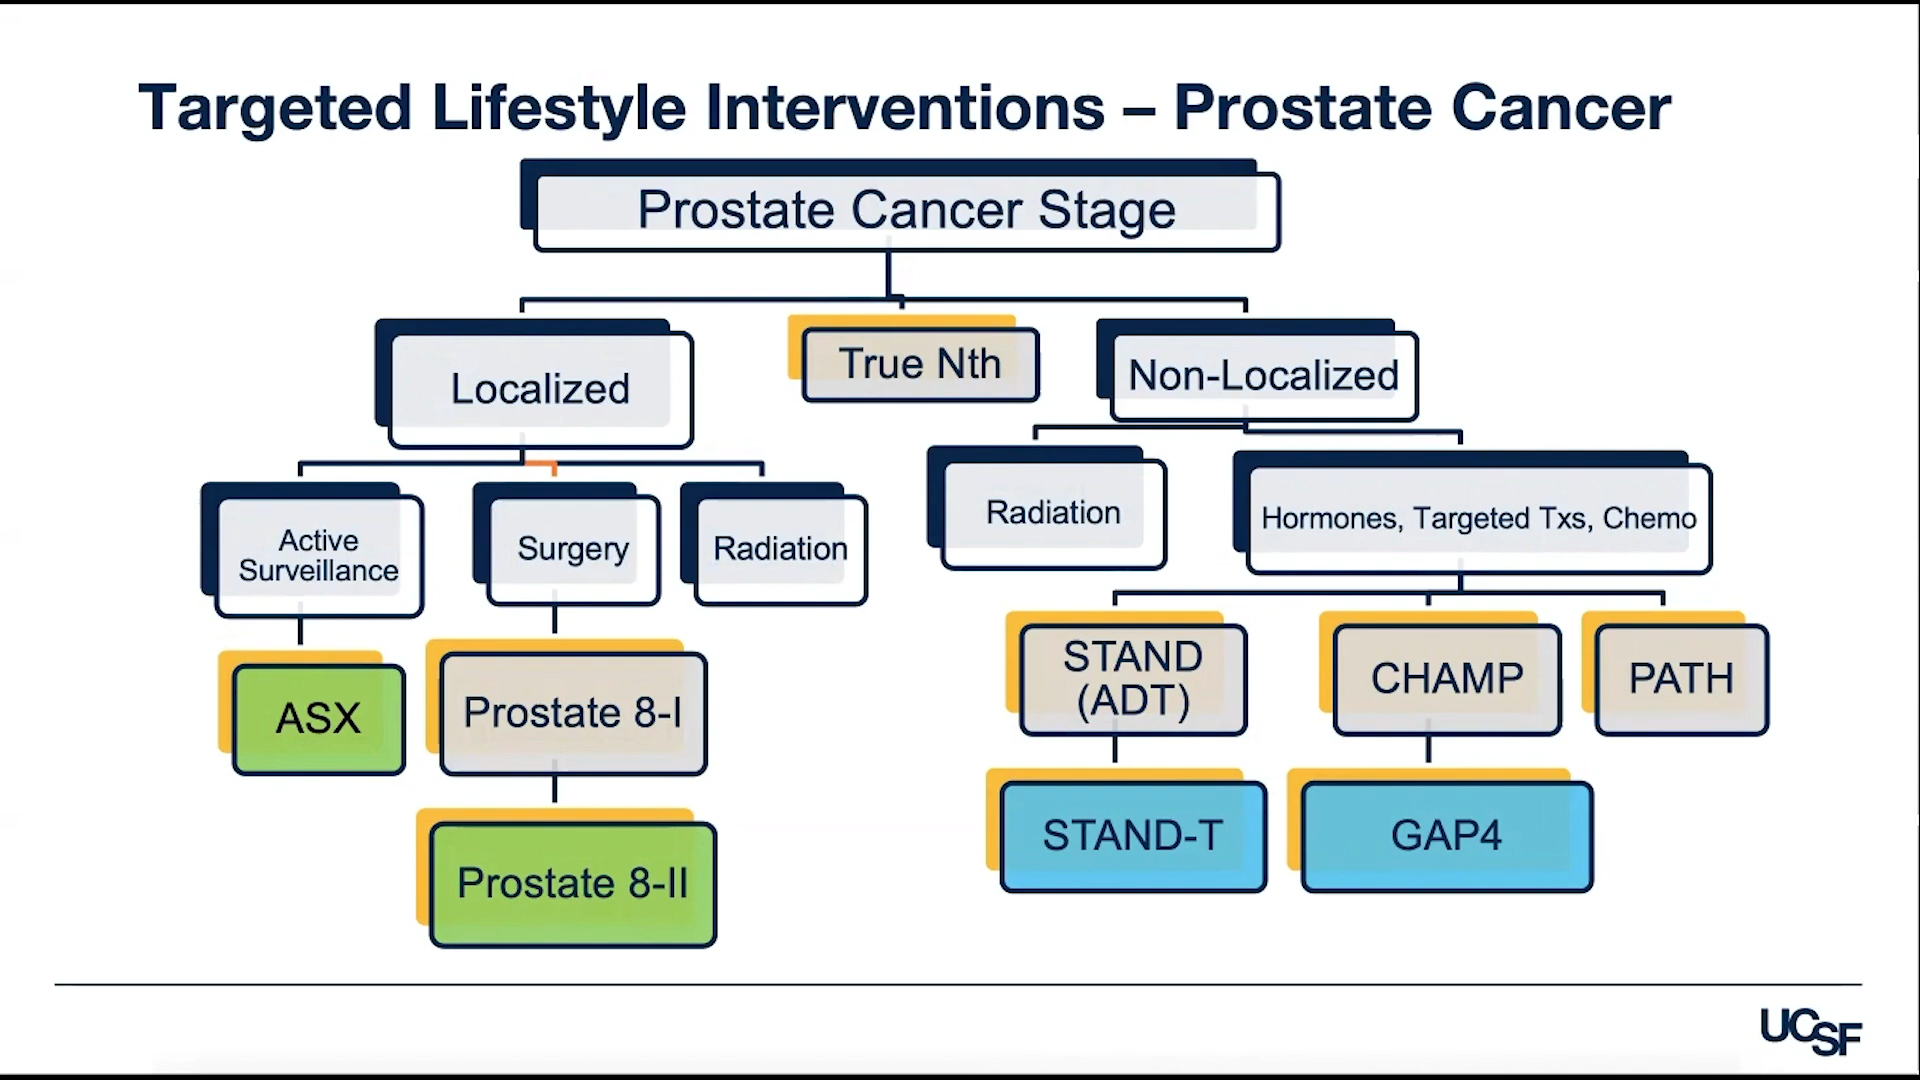 Targeted Lifestyle Interventions – Prostate Cancer
Prostate Cancer Stage
Localized
True Nth
Non-Localized
Active
Surveillance
Surgery
Radiation
Radiation
Hormones, Targeted Txs, Chemo
ASX
Prostate 8-I
STAND
(ADT)
CHAMP
PATH
Prostate 8-II
STAND-T
GAP4
UCSF